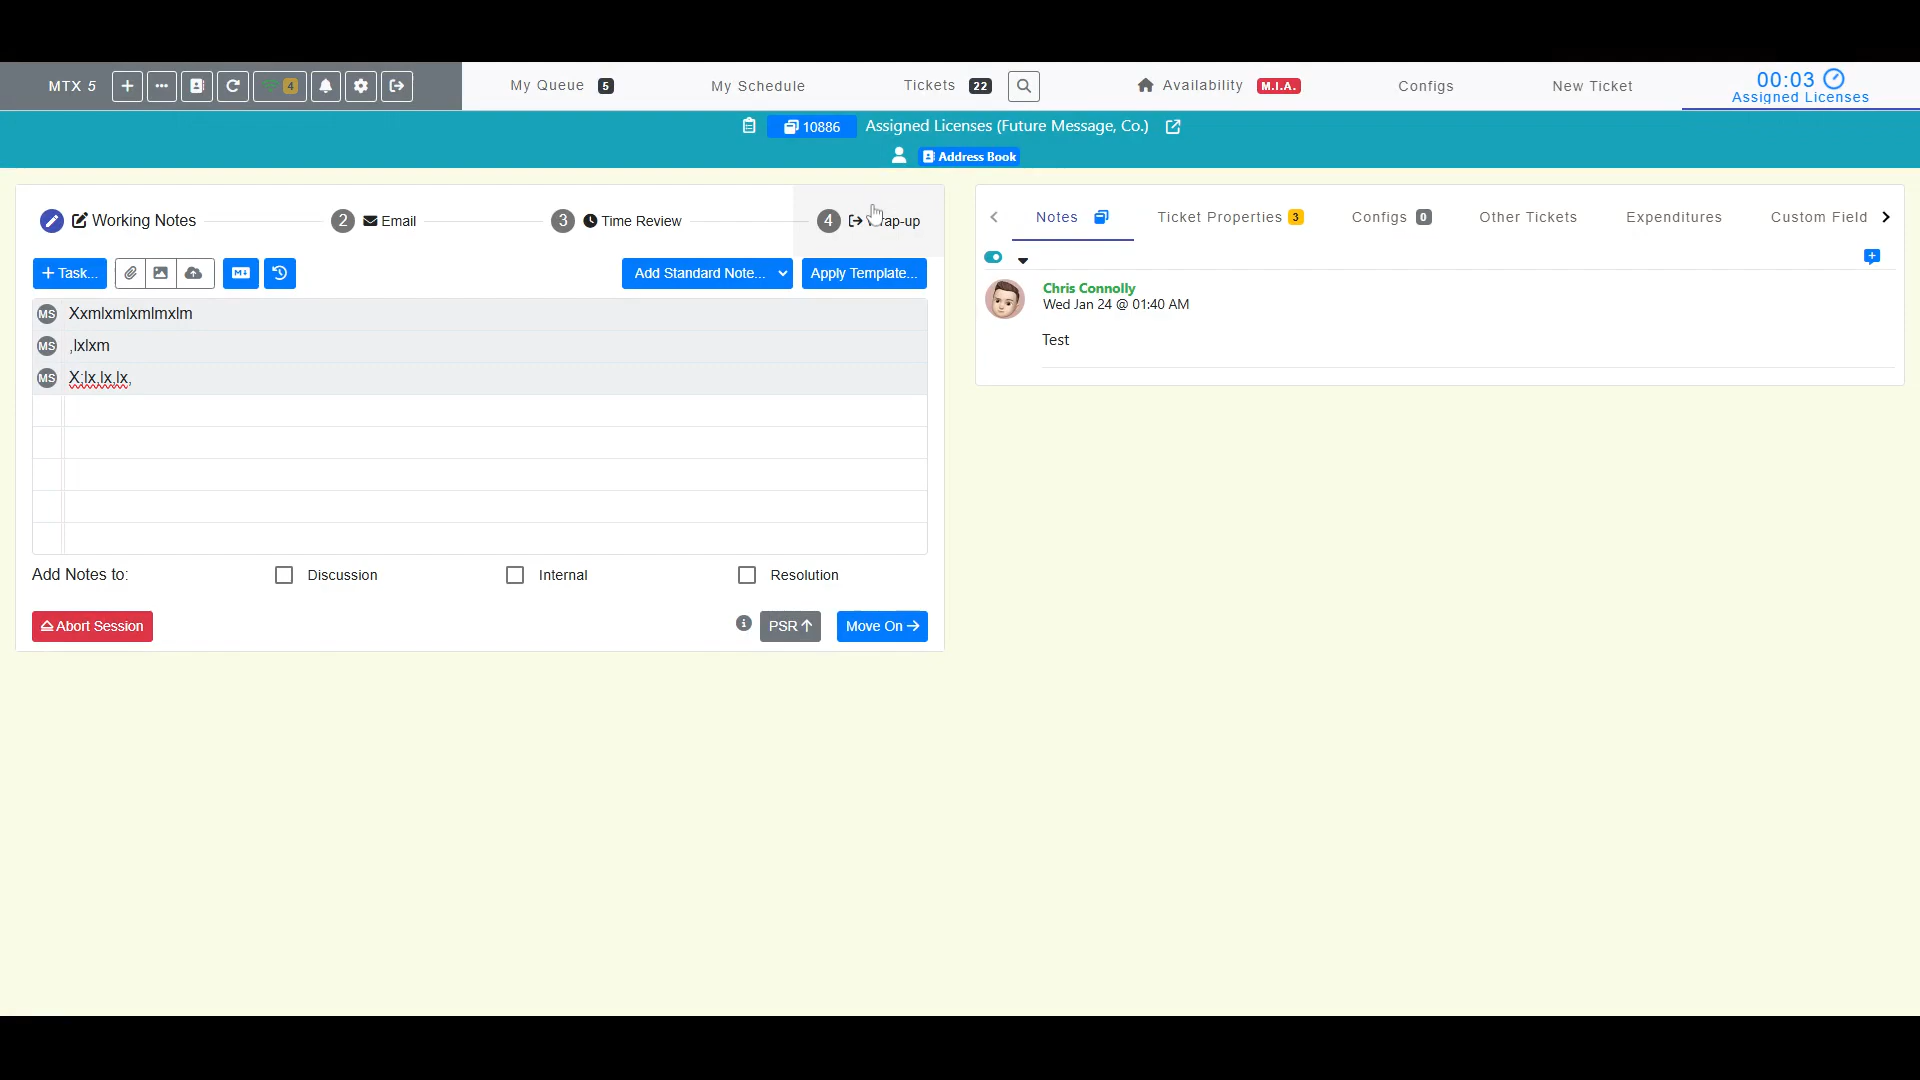 MTX 5
4
My Queue 5
My Schedule
Tickets 22
Availability M.I.A.
Configs
New Ticket
00:03
Assigned Licenses
10886 Assigned Licenses (Future Message, Co.)
Address Book
Working Notes
2 Email
3 Time Review
4
Notes
Ticket Properties 3
Configs 0
Other Tickets
Expenditures
Custom Field
+ Task...
Add Standard Note...
Apply Template...
MS Xxmlxmlxmlmxlm
MS ,lxlxm
MS X;lx,lx,lx,
Chris Connolly
Wed Jan 24 @ 01:40 AM
Test
Add Notes to:
Discussion
Internal
Resolution
Abort Session
PSR
Move On